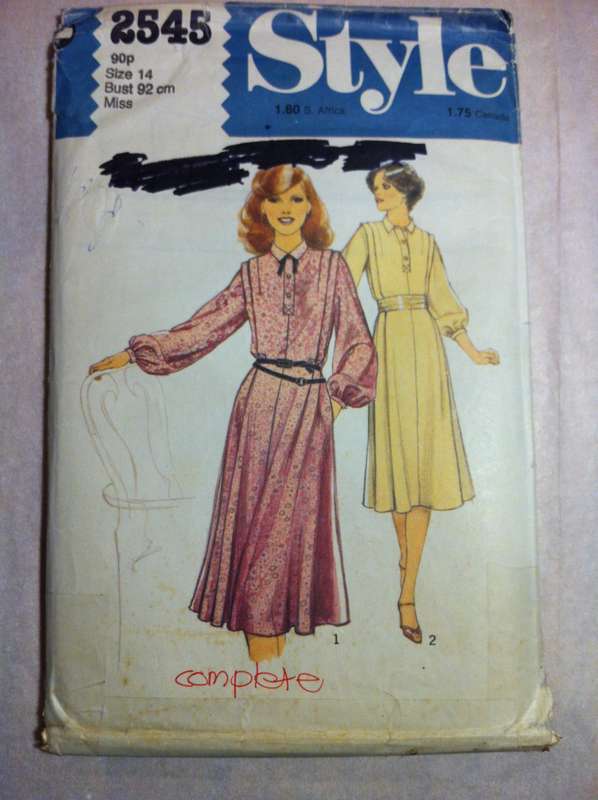 2545
90p
Size 14
Bust 92 cm
Miss
Style
1.60 S. Africa
1.75 Canada
1
2
complete